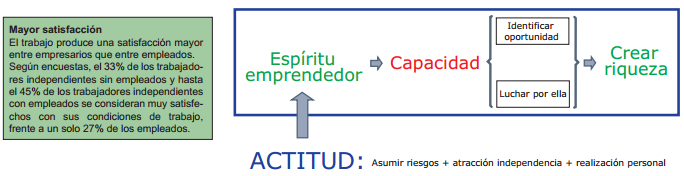 Mayor satisfacción
El trabajo produce una satisfacción mayor
entre empresarios que entre empleados.
Según encuestas, el 33% de los trabajado-
res independientes sin empleados y hasta
el 45% de los trabajadores independientes
con empleados se consideran muy satisfe-
chos con sus condiciones de trabajo,
frente a un solo 27% de los empleados.
Espíritu
emprendedor
Capacidad
Identificar
oportunidad
Luchar por ella
Crear
riqueza
ACTITUD: Asumir riesgos + atracción independencia + realización personal